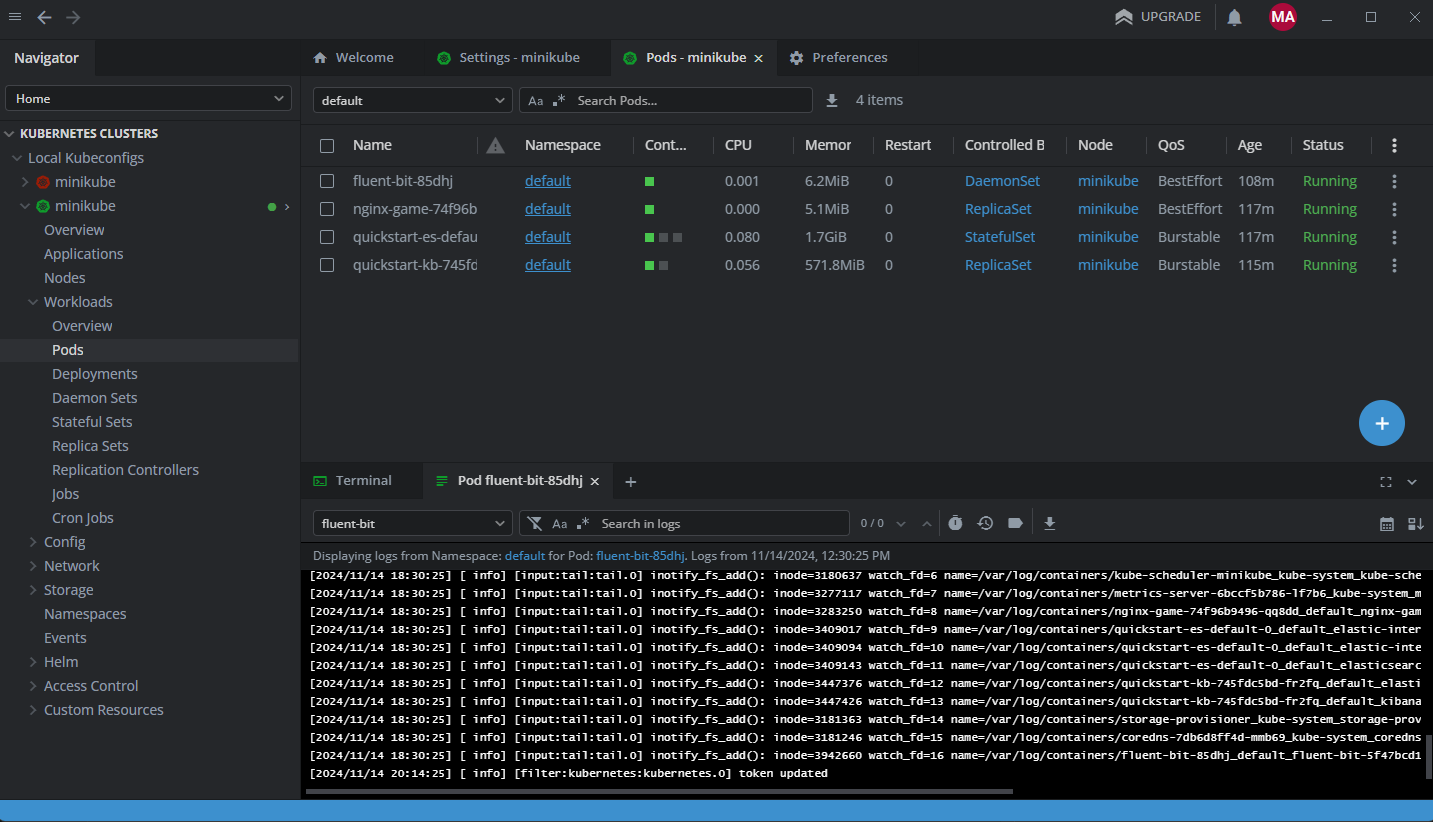 UPGRADE
MA
Navigator
Welcome
Settings - minikube
Pods - minikube
Preferences
Home
default
Aa .* Search Pods...
4 items
KUBERNETES CLUSTERS
Local Kubeconfigs
minikube
minikube
Overview
Applications
Nodes
Workloads
Overview
Pods
Deployments
Daemon Sets
Stateful Sets
Replica Sets
Replication Controllers
Jobs
Cron Jobs
Config
Network
Storage
Namespaces
Events
Helm
Access Control
Custom Resources
Name Namespace Cont... CPU Memor Restart Controlled B Node QoS Age Status
fluent-bit-85dhj default 0.001 6.2MiB 0 DaemonSet minikube BestEffort 108m Running
nginx-game-74f96b default 0.000 5.1MiB 0 ReplicaSet minikube BestEffort 117m Running
quickstart-es-defau default 0.080 1.7GiB 0 StatefulSet minikube Burstable 117m Running
quickstart-kb-745fd default 0.056 571.8MiB 0 ReplicaSet minikube Burstable 115m Running
Terminal
Pod fluent-bit-85dhj
fluent-bit
Aa .* Search in logs
0 / 0
Displaying logs from Namespace: default for Pod: fluent-bit-85dhj. Logs from 11/14/2024, 12:30:25 PM
[2024/11/14 18:30:25] [ info] [input:tail:tail.0] inotify_fs_add(): inode=3180637 watch_fd=6 name=/var/log/containers/kube-scheduler-minikube_kube-system_kube-sche
[2024/11/14 18:30:25] [ info] [input:tail:tail.0] inotify_fs_add(): inode=3277117 watch_fd=7 name=/var/log/containers/metrics-server-6bccf5b786-lf7b6_kube-system_m
[2024/11/14 18:30:25] [ info] [input:tail:tail.0] inotify_fs_add(): inode=3283250 watch_fd=8 name=/var/log/containers/nginx-game-74f96b9496-qq8dd_default_nginx-gam
[2024/11/14 18:30:25] [ info] [input:tail:tail.0] inotify_fs_add(): inode=3409017 watch_fd=9 name=/var/log/containers/quickstart-es-default-0_default_elastic-inter
[2024/11/14 18:30:25] [ info] [input:tail:tail.0] inotify_fs_add(): inode=3409094 watch_fd=10 name=/var/log/containers/quickstart-es-default-0_default_elastic-inte
[2024/11/14 18:30:25] [ info] [input:tail:tail.0] inotify_fs_add(): inode=3409143 watch_fd=11 name=/var/log/containers/quickstart-es-default-0_default_elasticsearc
[2024/11/14 18:30:25] [ info] [input:tail:tail.0] inotify_fs_add(): inode=3447376 watch_fd=12 name=/var/log/containers/quickstart-kb-745fdc5bd-fr2fq_default_elasti
[2024/11/14 18:30:25] [ info] [input:tail:tail.0] inotify_fs_add(): inode=3447426 watch_fd=13 name=/var/log/containers/quickstart-kb-745fdc5bd-fr2fq_default_kibana
[2024/11/14 18:30:25] [ info] [input:tail:tail.0] inotify_fs_add(): inode=3181363 watch_fd=14 name=/var/log/containers/storage-provisioner_kube-system_storage-prov
[2024/11/14 18:30:25] [ info] [input:tail:tail.0] inotify_fs_add(): inode=3181246 watch_fd=15 name=/var/log/containers/coredns-7db6d8ff4d-mmb69_kube-system_coredns
[2024/11/14 18:30:25] [ info] [input:tail:tail.0] inotify_fs_add(): inode=3942660 watch_fd=16 name=/var/log/containers/fluent-bit-85dhj_default_fluent-bit-5f47bcd1
[2024/11/14 20:14:25] [ info] [filter:kubernetes:kubernetes.0] token updated